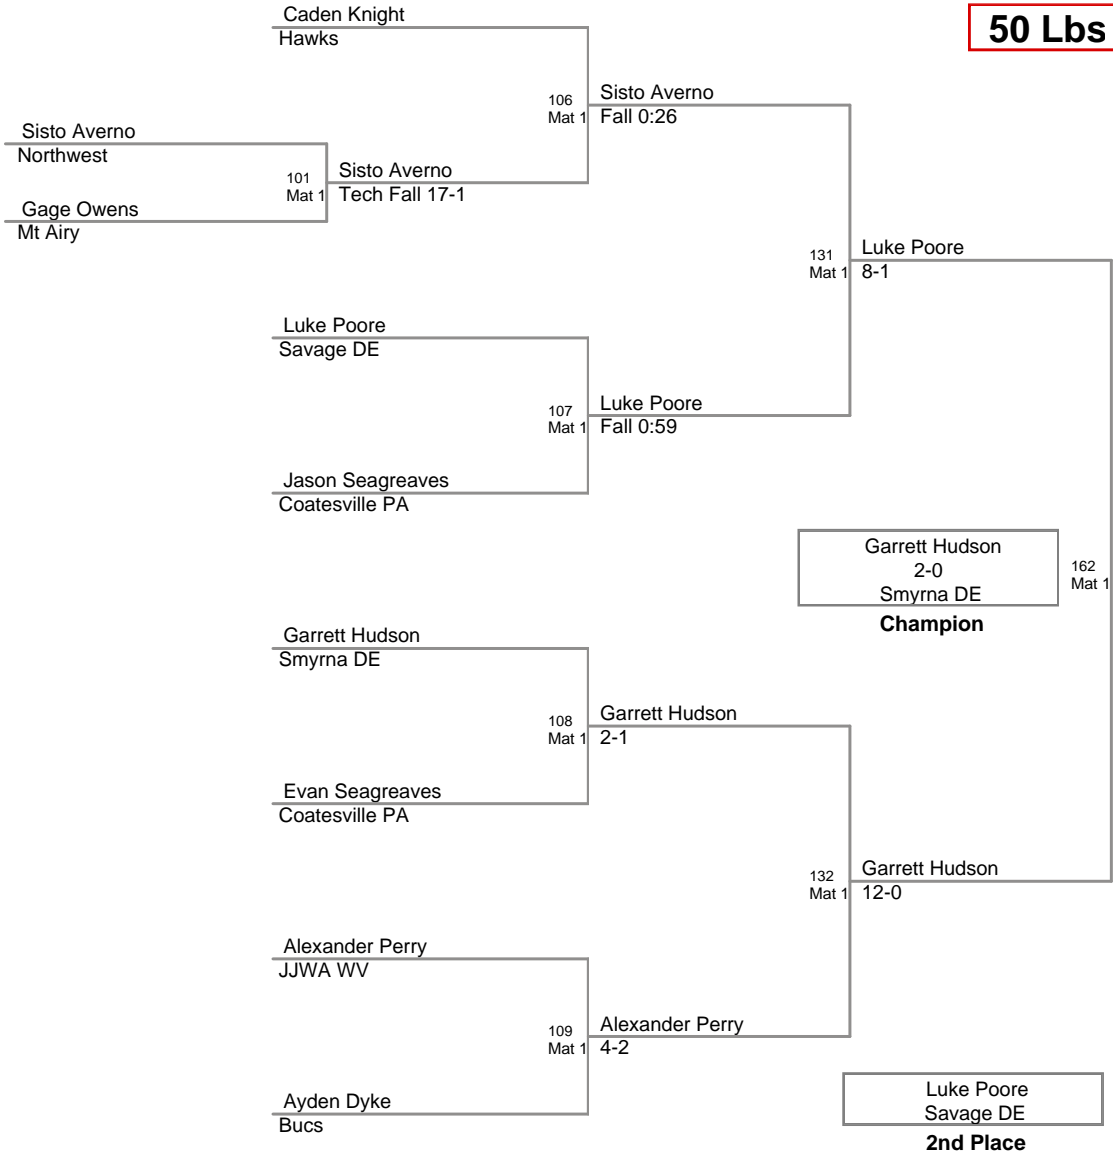 Caden Knight
Hawks
50 Lbs
106
Mat 1
Sisto Averno
Fall 0:26
Sisto Averno
Northwest
101
Mat 1
Sisto Averno
Tech Fall 17-1
Gage Owens
Mt Airy
131
Mat 1
Luke Poore
8-1
Luke Poore
Savage DE
107
Mat 1
Luke Poore
Fall 0:59
Jason Seagreaves
Coatesville PA
Garrett Hudson
2-0
Smyrna DE
Champion
162
Mat 1
Garrett Hudson
Smyrna DE
108
Mat 1
Garrett Hudson
2-1
Evan Seagreaves
Coatesville PA
132
Mat 1
Garrett Hudson
12-0
Alexander Perry
JJWA WV
109
Mat 1
Alexander Perry
4-2
Ayden Dyke
Bucs
Luke Poore
Savage DE
2nd Place